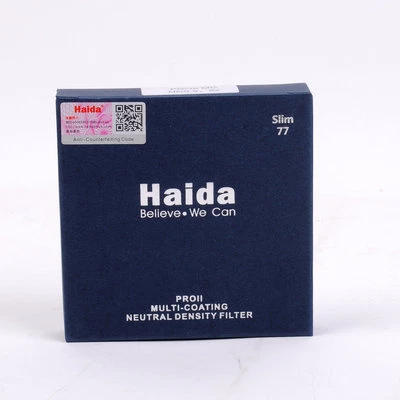 Haida
Anti-Counterfeiting Code
Slim
77
Haida
Believe • We Can
PROII
MULTI-COATING
NEUTRAL DENSITY FILTER